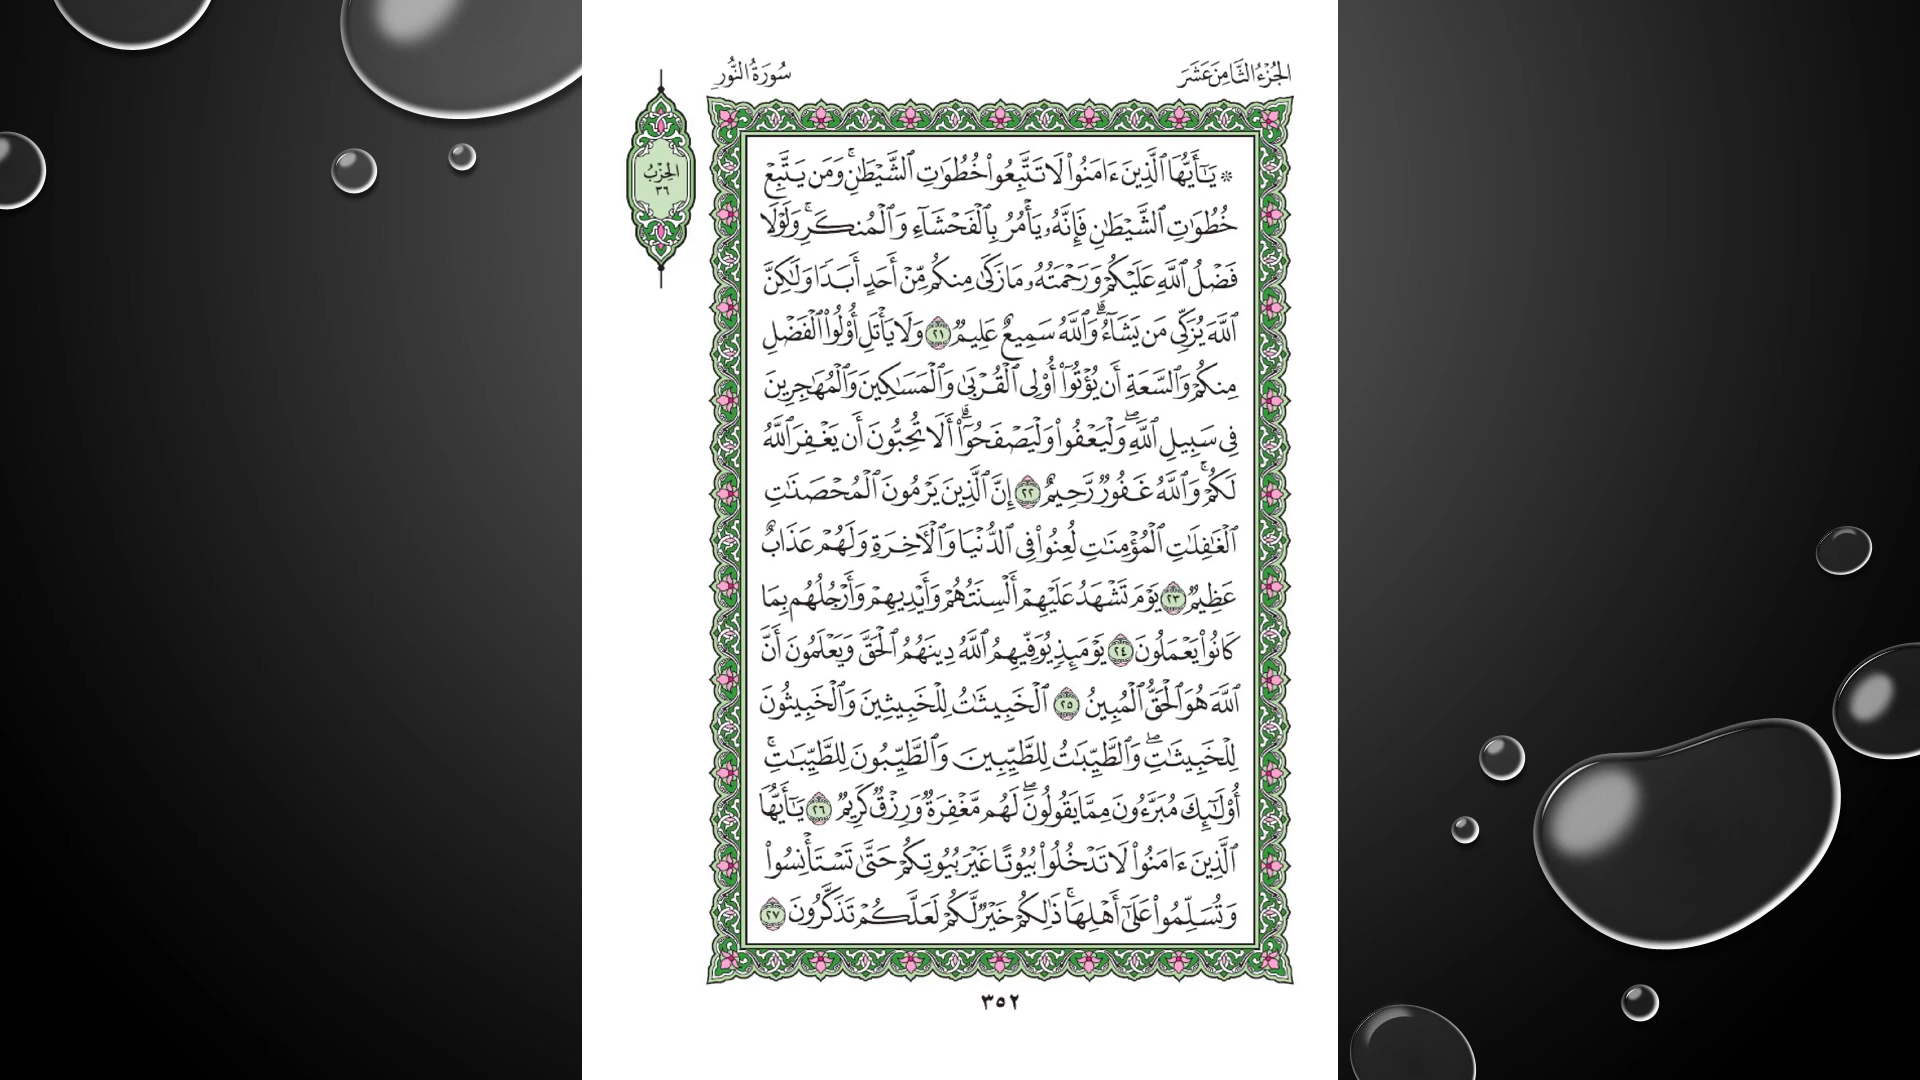 الجزء الثامن عشر
سورة النور
الحزب
٣٦
۞ يَـٰٓأَيُّهَا ٱلَّذِينَ ءَامَنُوا۟ لَا تَتَّبِعُوا۟ خُطُوَٰتِ ٱلشَّيْطَـٰنِ ۚ وَمَن يَتَّبِعْ
خُطُوَٰتِ ٱلشَّيْطَـٰنِ فَإِنَّهُۥ يَأْمُرُ بِٱلْفَحْشَآءِ وَٱلْمُنكَرِ ۚ وَلَوْلَا
فَضْلُ ٱللَّهِ عَلَيْكُمْ وَرَحْمَتُهُۥ مَا زَكَىٰ مِنكُم مِّنْ أَحَدٍ أَبَدًا وَلَـٰكِنَّ
ٱللَّهَ يُزَكِّى مَن يَشَآءُ ۗ وَٱللَّهُ سَمِيعٌ عَلِيمٌ ٢١ وَلَا يَأْتَلِ أُو۟لُوا۟ ٱلْفَضْلِ
مِنكُمْ وَٱلسَّعَةِ أَن يُؤْتُوٓا۟ أُو۟لِى ٱلْقُرْبَىٰ وَٱلْمَسَـٰكِينَ وَٱلْمُهَـٰجِرِينَ
فِى سَبِيلِ ٱللَّهِ ۖ وَلْيَعْفُوا۟ وَلْيَصْفَحُوٓا۟ ۗ أَلَا تُحِبُّونَ أَن يَغْفِرَ ٱللَّهُ
لَكُمْ ۚ وَٱللَّهُ غَفُورٌ رَّحِيمٌ ٢٢ إِنَّ ٱلَّذِينَ يَرْمُونَ ٱلْمُحْصَنَـٰتِ
ٱلْغَـٰفِلَـٰتِ ٱلْمُؤْمِنَـٰتِ لُعِنُوا۟ فِى ٱلدُّنْيَا وَٱلْـَٔاخِرَةِ وَلَهُمْ عَذَابٌ
عَظِيمٌ ٢٣ يَوْمَ تَشْهَدُ عَلَيْهِمْ أَلْسِنَتُهُمْ وَأَيْدِيهِمْ وَأَرْجُلُهُم بِمَا
كَانُوا۟ يَعْمَلُونَ ٢٤ يَوْمَئِذٍ يُوَفِّيهِمُ ٱللَّهُ دِينَهُمُ ٱلْحَقَّ وَيَعْلَمُونَ أَنَّ
ٱللَّهَ هُوَ ٱلْحَقُّ ٱلْمُبِينُ ٢٥ ٱلْخَبِيثَـٰتُ لِلْخَبِيثِينَ وَٱلْخَبِيثُونَ
لِلْخَبِيثَـٰتِ ۖ وَٱلطَّيِّبَـٰتُ لِلطَّيِّبِينَ وَٱلطَّيِّبُونَ لِلطَّيِّبَـٰتِ ۚ
أُو۟لَـٰٓئِكَ مُبَرَّءُونَ مِمَّا يَقُولُونَ ۖ لَهُم مَّغْفِرَةٌ وَرِزْقٌ كَرِيمٌ ٢٦ يَـٰٓأَيُّهَا
ٱلَّذِينَ ءَامَنُوا۟ لَا تَدْخُلُوا۟ بُيُوتًا غَيْرَ بُيُوتِكُمْ حَتَّىٰ تَسْتَأْنِسُوا۟
وَتُسَلِّمُوا۟ عَلَىٰٓ أَهْلِهَا ۚ ذَٰلِكُمْ خَيْرٌ لَّكُمْ لَعَلَّكُمْ تَذَكَّرُونَ ٢٧
٣٥٢